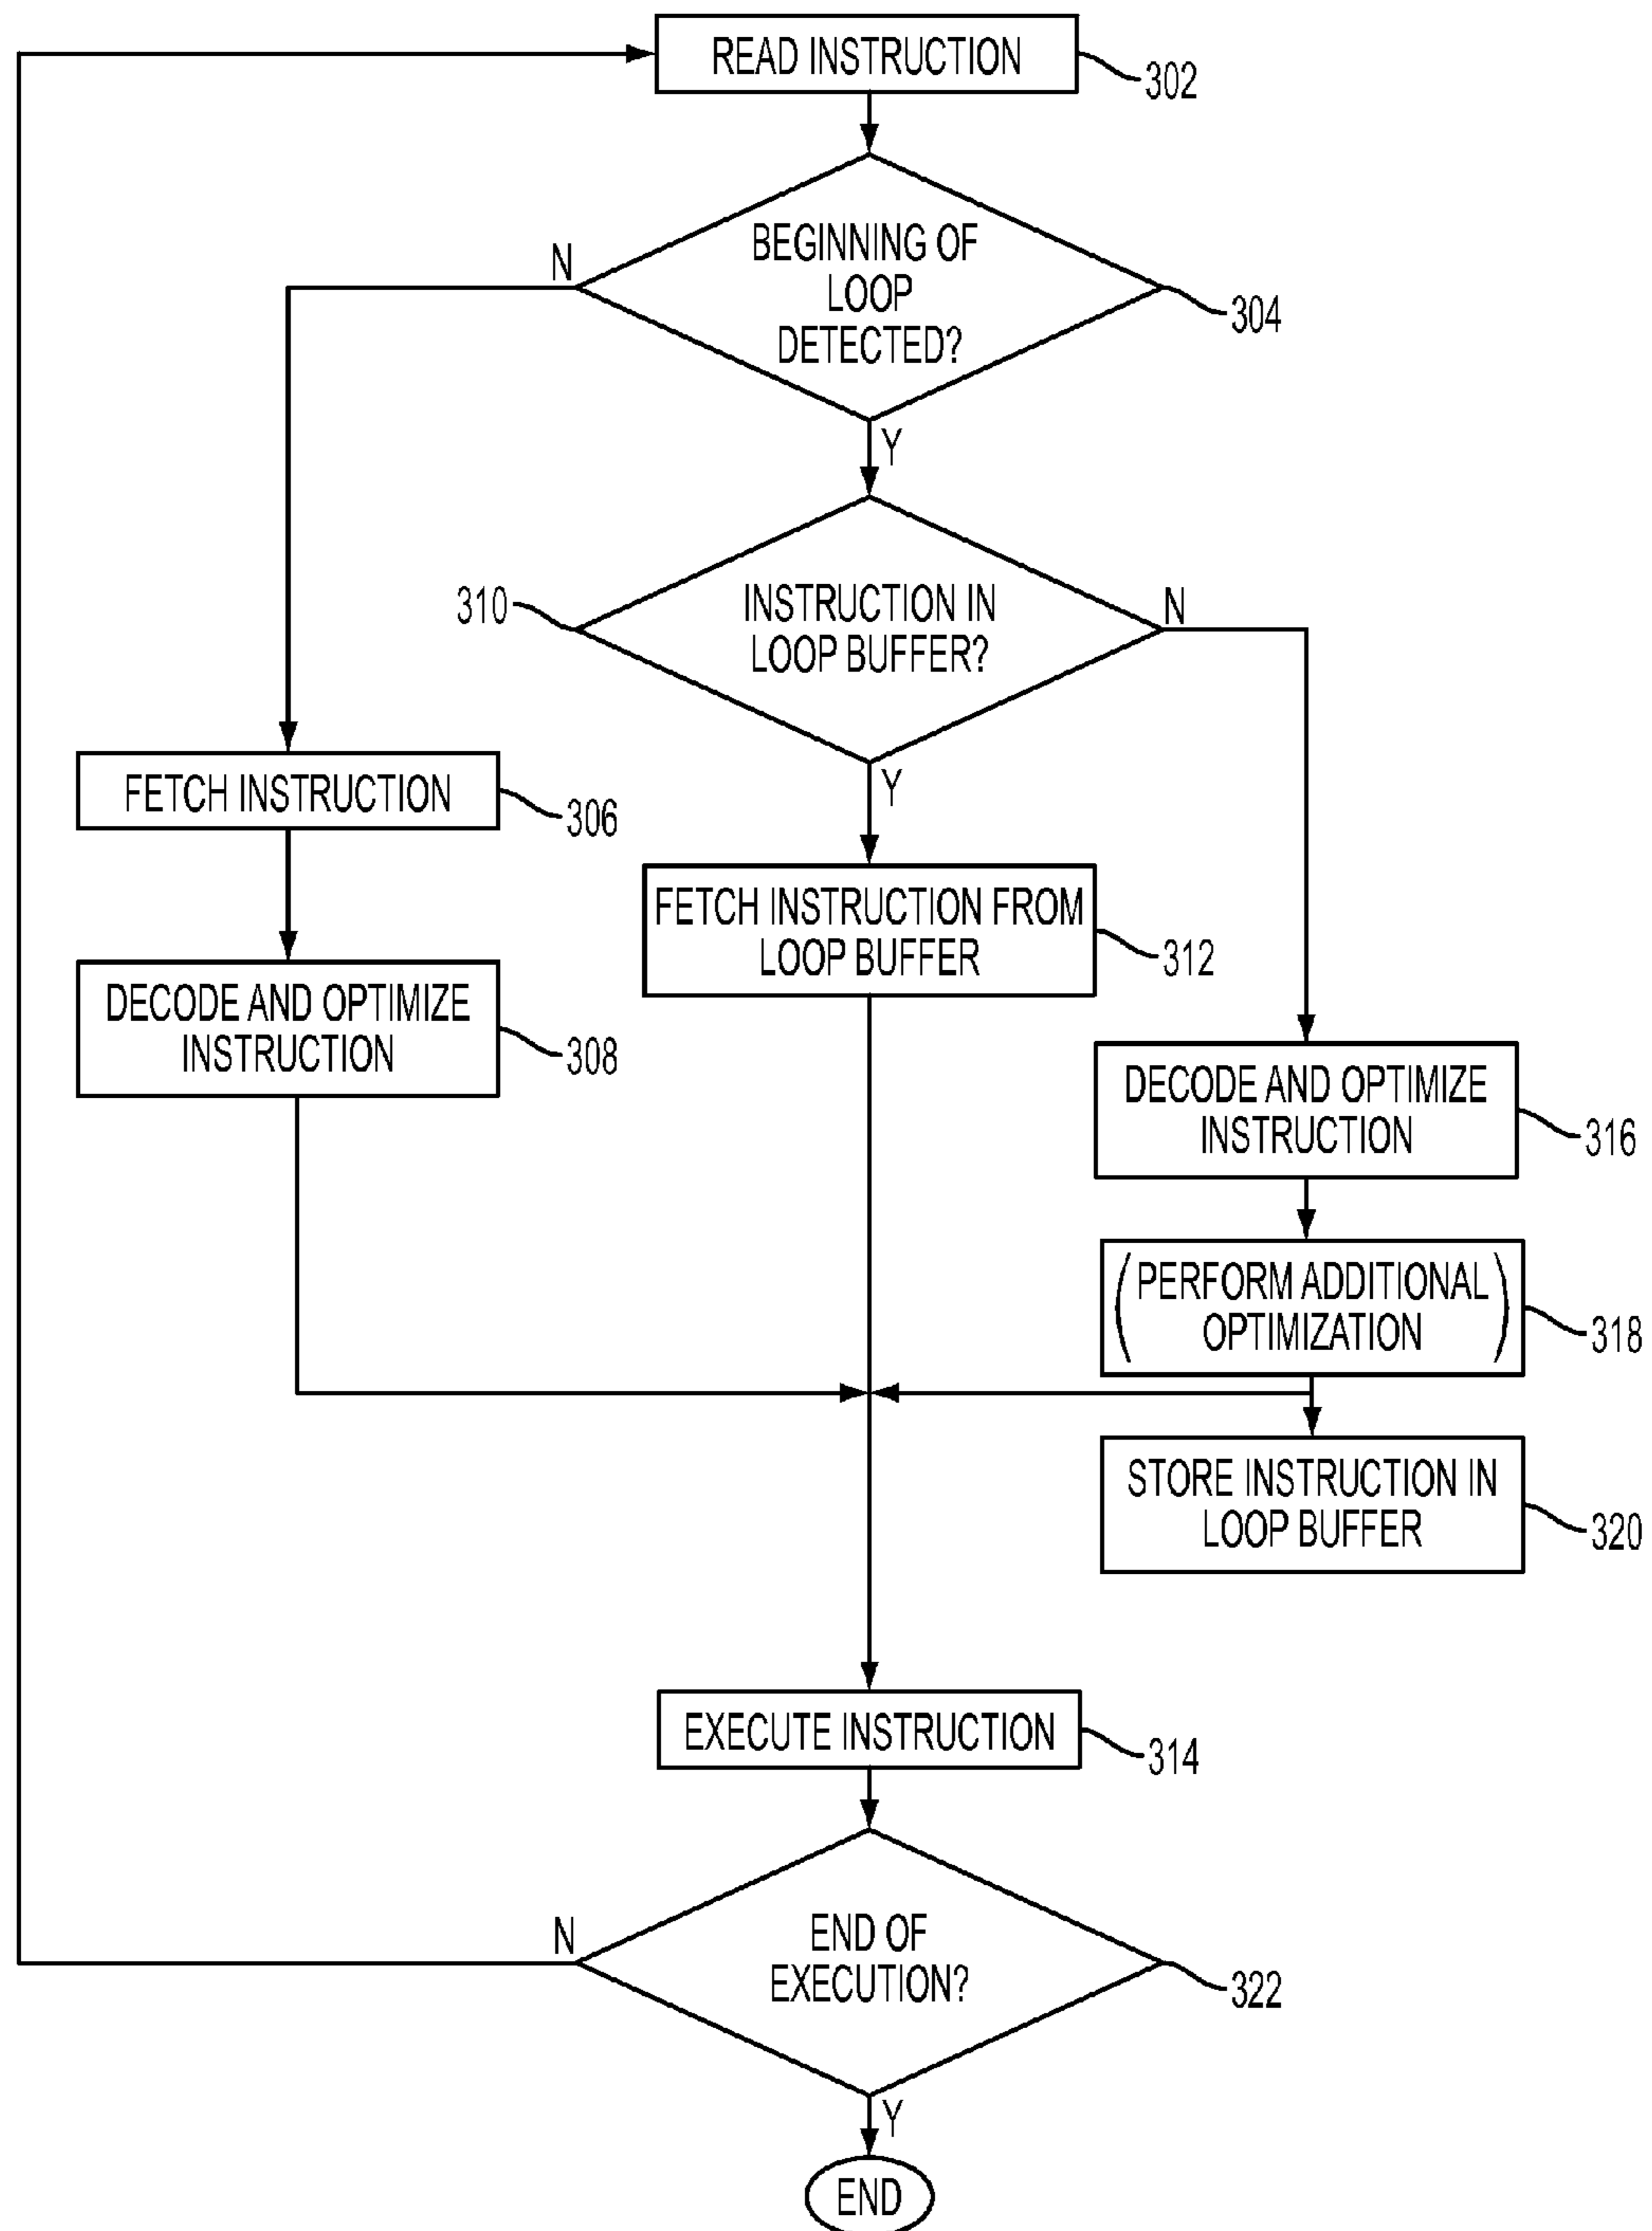 READ INSTRUCTION
302
BEGINNING OF
LOOP
DETECTED?
304
N
Y
310
INSTRUCTION IN
LOOP BUFFER?
N
Y
FETCH INSTRUCTION
306
FETCH INSTRUCTION FROM
LOOP BUFFER
312
DECODE AND OPTIMIZE
INSTRUCTION
308
DECODE AND OPTIMIZE
INSTRUCTION
316
(PERFORM ADDITIONAL
OPTIMIZATION)
318
STORE INSTRUCTION IN
LOOP BUFFER
320
EXECUTE INSTRUCTION
314
N
END OF
EXECUTION?
322
Y
END